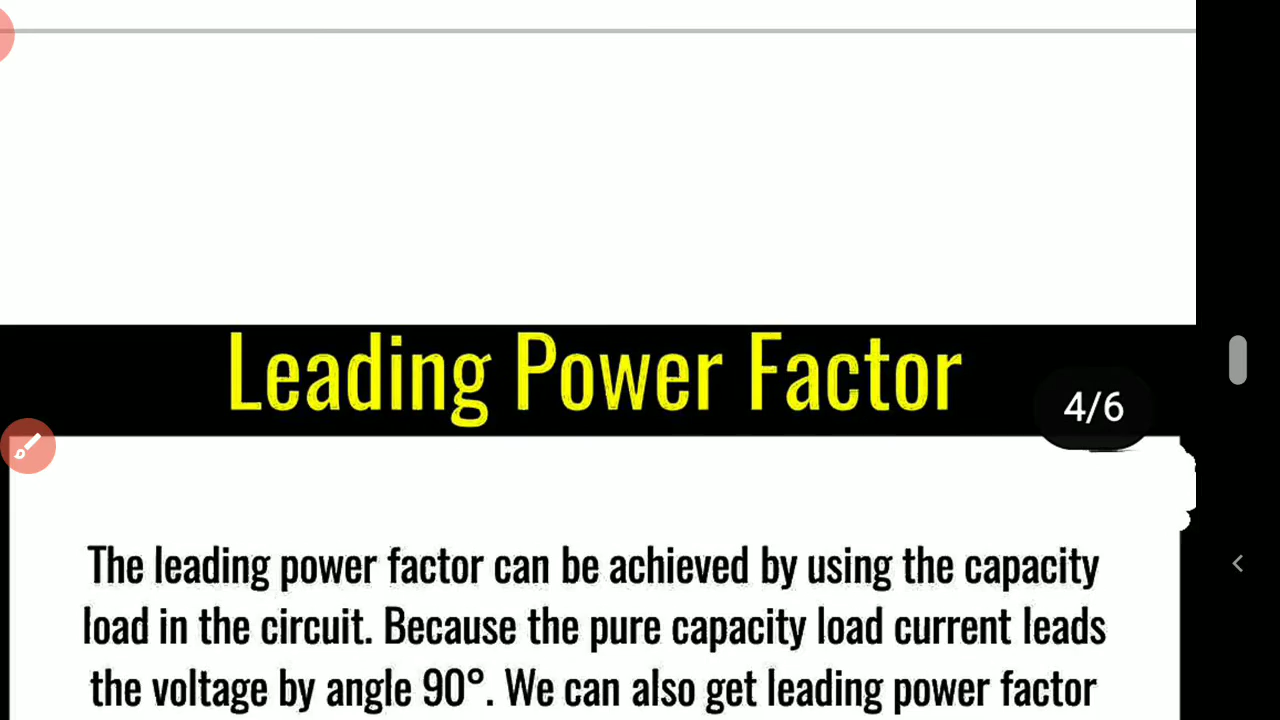 Leading Power Factor
4/6
The leading power factor can be achieved by using the capacity
load in the circuit. Because the pure capacity load current leads
the voltage by angle 90°. We can also get leading power factor